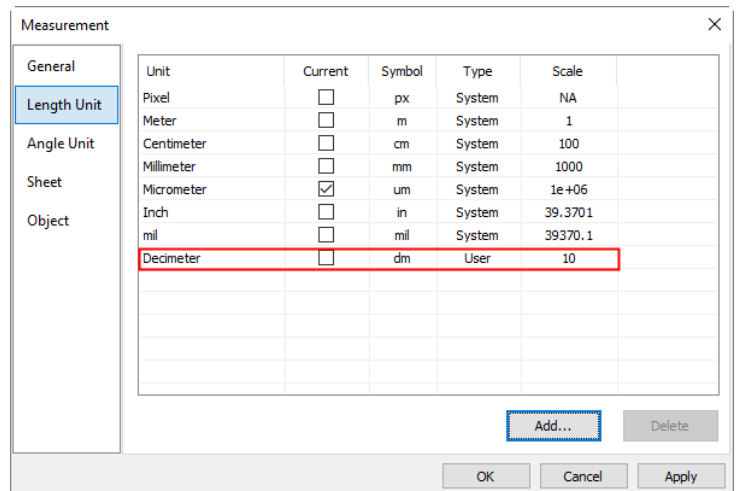 Measurement
General
Length Unit
Angle Unit
Sheet
Object
Unit Current Symbol Type Scale
Pixel px System NA
Meter m System 1
Centimeter cm System 100
Millimeter mm System 1000
Micrometer um System 1e+06
Inch in System 39.3701
mil mil System 39370.1
Decimeter dm User 10
Add... Delete
OK Cancel Apply